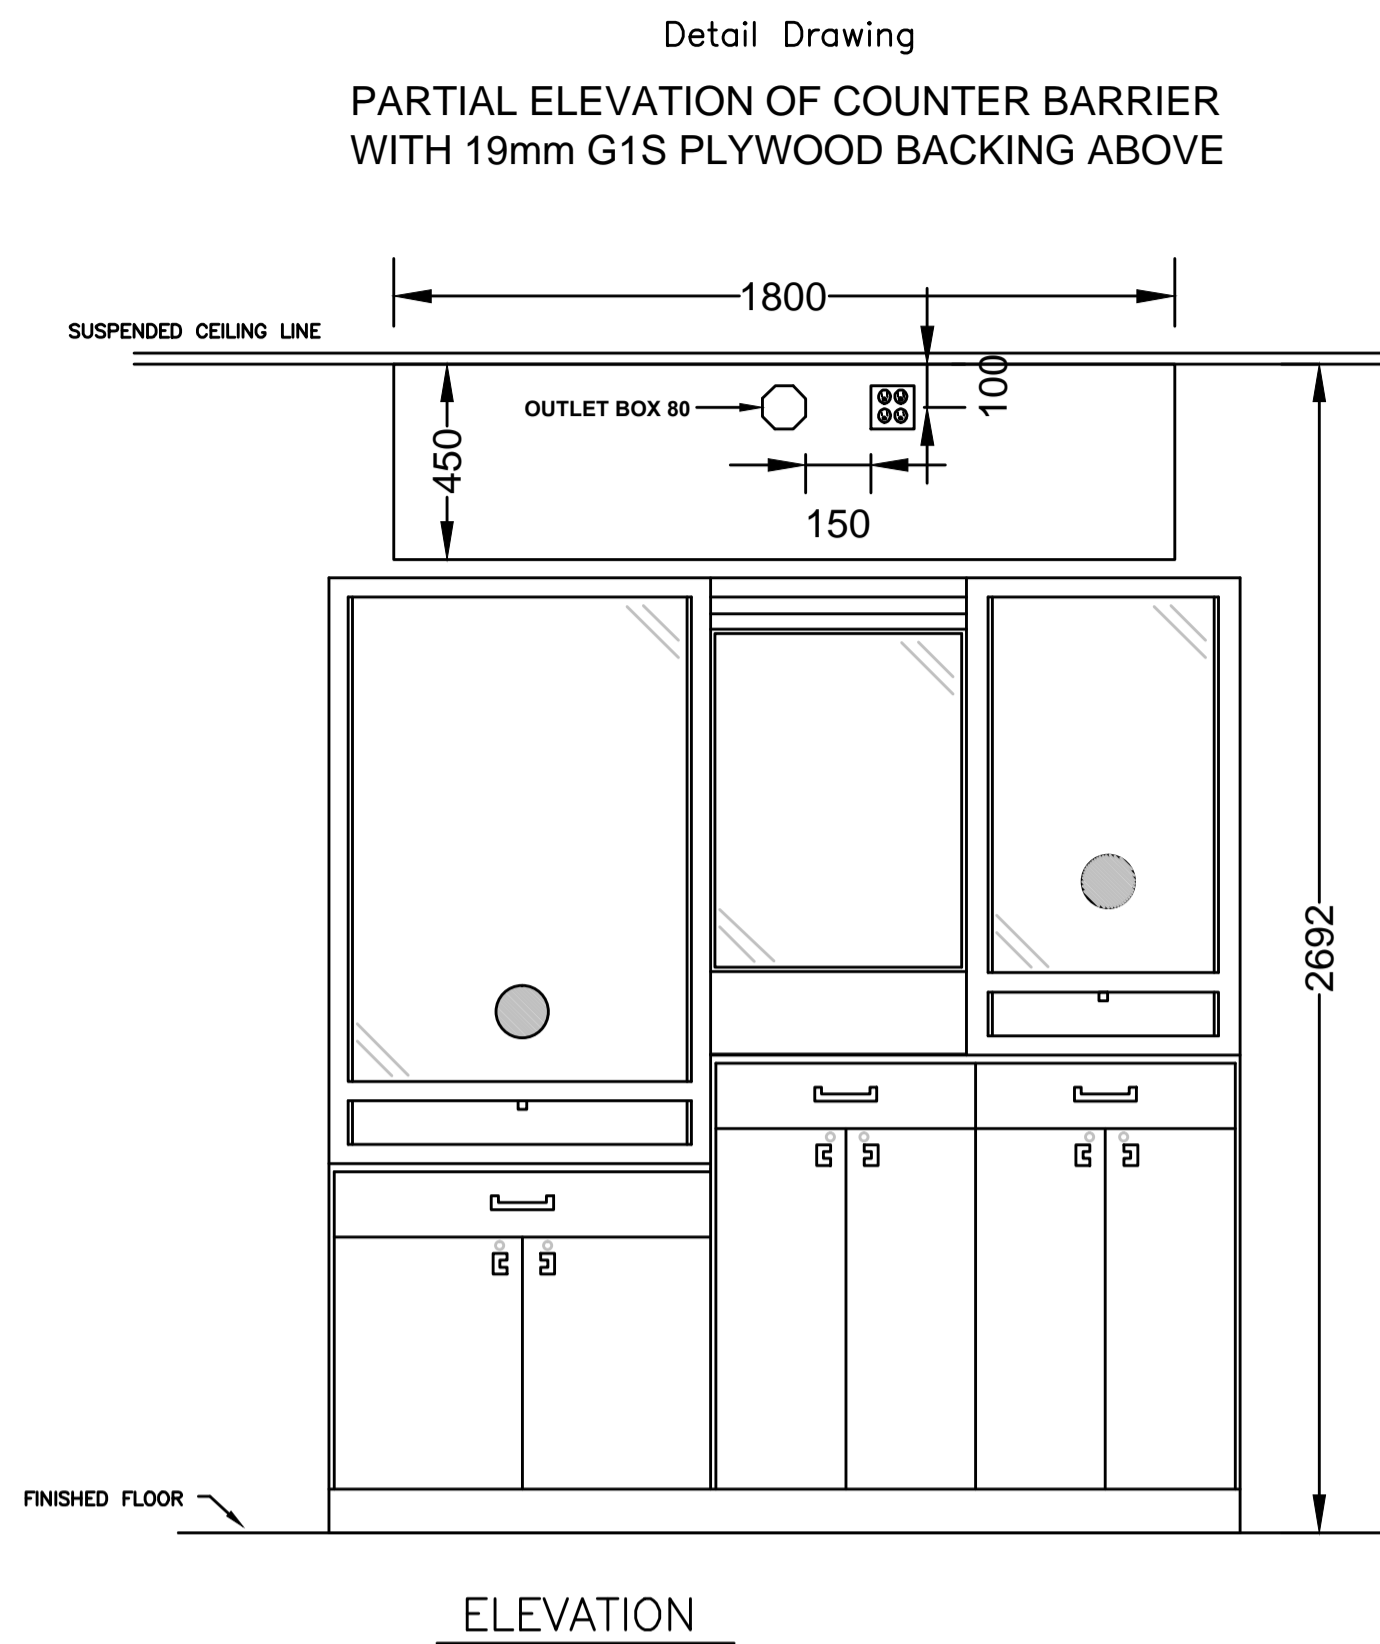 Detail Drawing
PARTIAL ELEVATION OF COUNTER BARRIER
WITH 19mm G1S PLYWOOD BACKING ABOVE
1800
SUSPENDED CEILING LINE
100
OUTLET BOX 80
450
150
2692
FINISHED FLOOR
ELEVATION